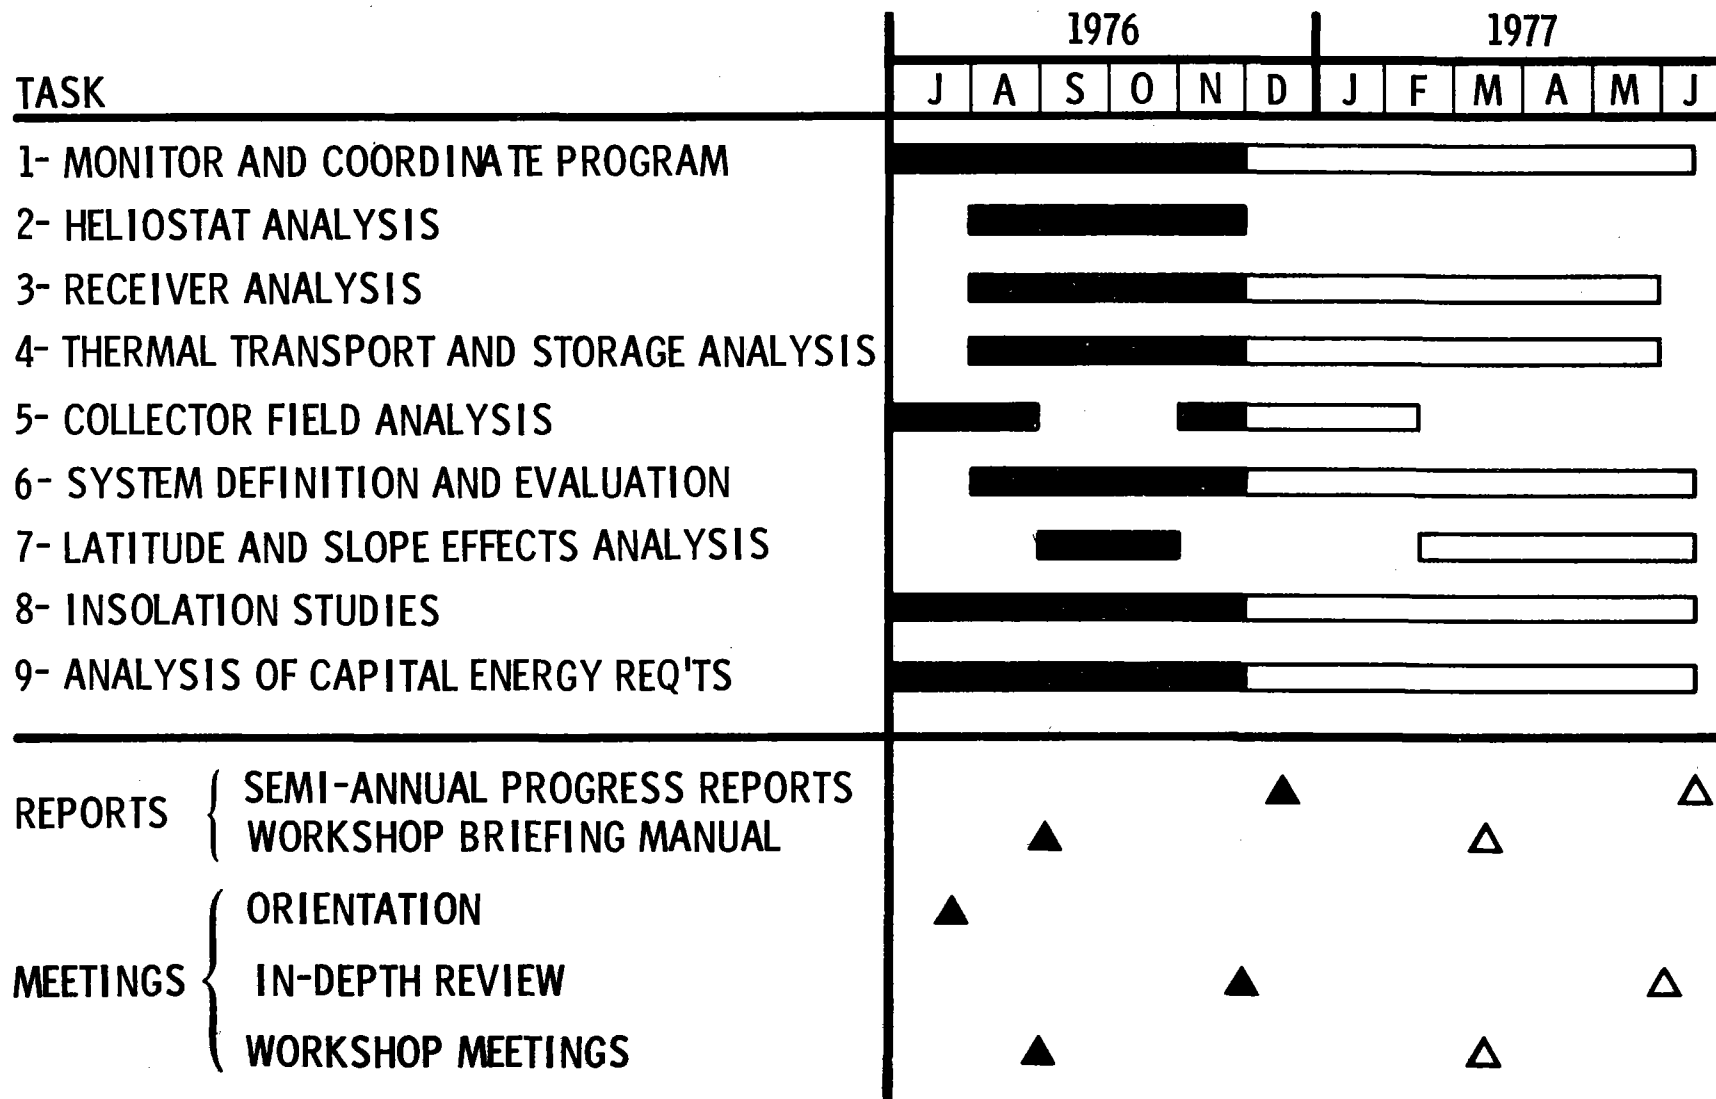 1976 1977
TASK J A S O N D J F M A M J
1- MONITOR AND COORDINATE PROGRAM
2- HELIOSTAT ANALYSIS
3- RECEIVER ANALYSIS
4- THERMAL TRANSPORT AND STORAGE ANALYSIS
5- COLLECTOR FIELD ANALYSIS
6- SYSTEM DEFINITION AND EVALUATION
7- LATITUDE AND SLOPE EFFECTS ANALYSIS
8- INSOLATION STUDIES
9- ANALYSIS OF CAPITAL ENERGY REQ'TS
REPORTS
SEMI-ANNUAL PROGRESS REPORTS
WORKSHOP BRIEFING MANUAL
MEETINGS
ORIENTATION
IN-DEPTH REVIEW
WORKSHOP MEETINGS